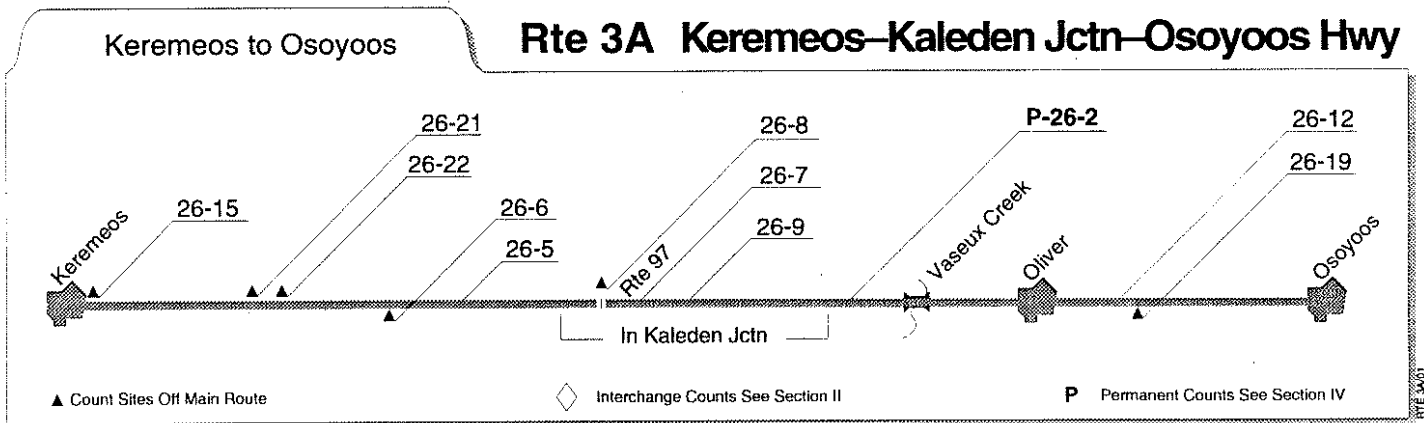 Keremeos to Osoyoos
Rte 3A Keremeos–Kaleden Jctn–Osoyoos Hwy
26-21
26-8
P-26-2
26-12
26-22
26-7
26-19
26-15
26-6
26-5
26-9
Keremeos
Rte 97
Vaseux Creek
Oliver
Osoyoos
In Kaleden Jctn
▲ Count Sites Off Main Route
Interchange Counts See Section II
P Permanent Counts See Section IV
RTE_3A/01